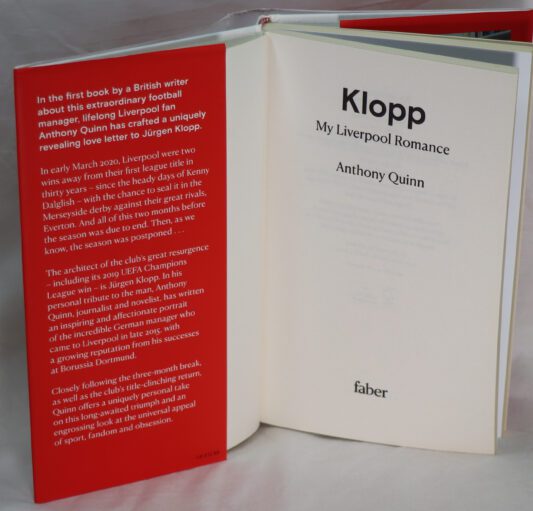 In the first book by a British writer
about this extraordinary football
manager, lifelong Liverpool fan
Anthony Quinn has crafted a uniquely
revealing love letter to Jürgen Klopp.
In early March 2020, Liverpool were two
wins away from their first league title in
thirty years – since the heady days of Kenny
Dalglish – with the chance to seal it in the
Merseyside derby against their great rivals,
Everton. And all of this two months before
the season was due to end. Then, as we
know, the season was postponed . . .
The architect of the club's great resurgence
– including its 2019 UEFA Champions
League win – is Jürgen Klopp. In his
personal tribute to the man, Anthony
Quinn, journalist and novelist, has written
an inspiring and affectionate portrait
of the incredible German manager who
came to Liverpool in late 2015, with
a growing reputation from his successes
at Borussia Dortmund.
Closely following the three-month break,
as well as the club's title-clinching return,
Quinn offers a uniquely personal take
on this long-awaited triumph and an
engrossing look at the universal appeal
of sport, fandom and obsession.
Klopp
My Liverpool Romance
Anthony Quinn
faber